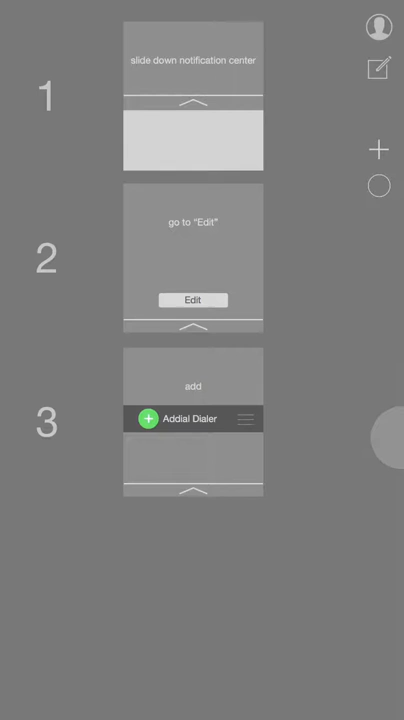 1
slide down notification center
2
go to “Edit”
Edit
3
add
Addial Dialer